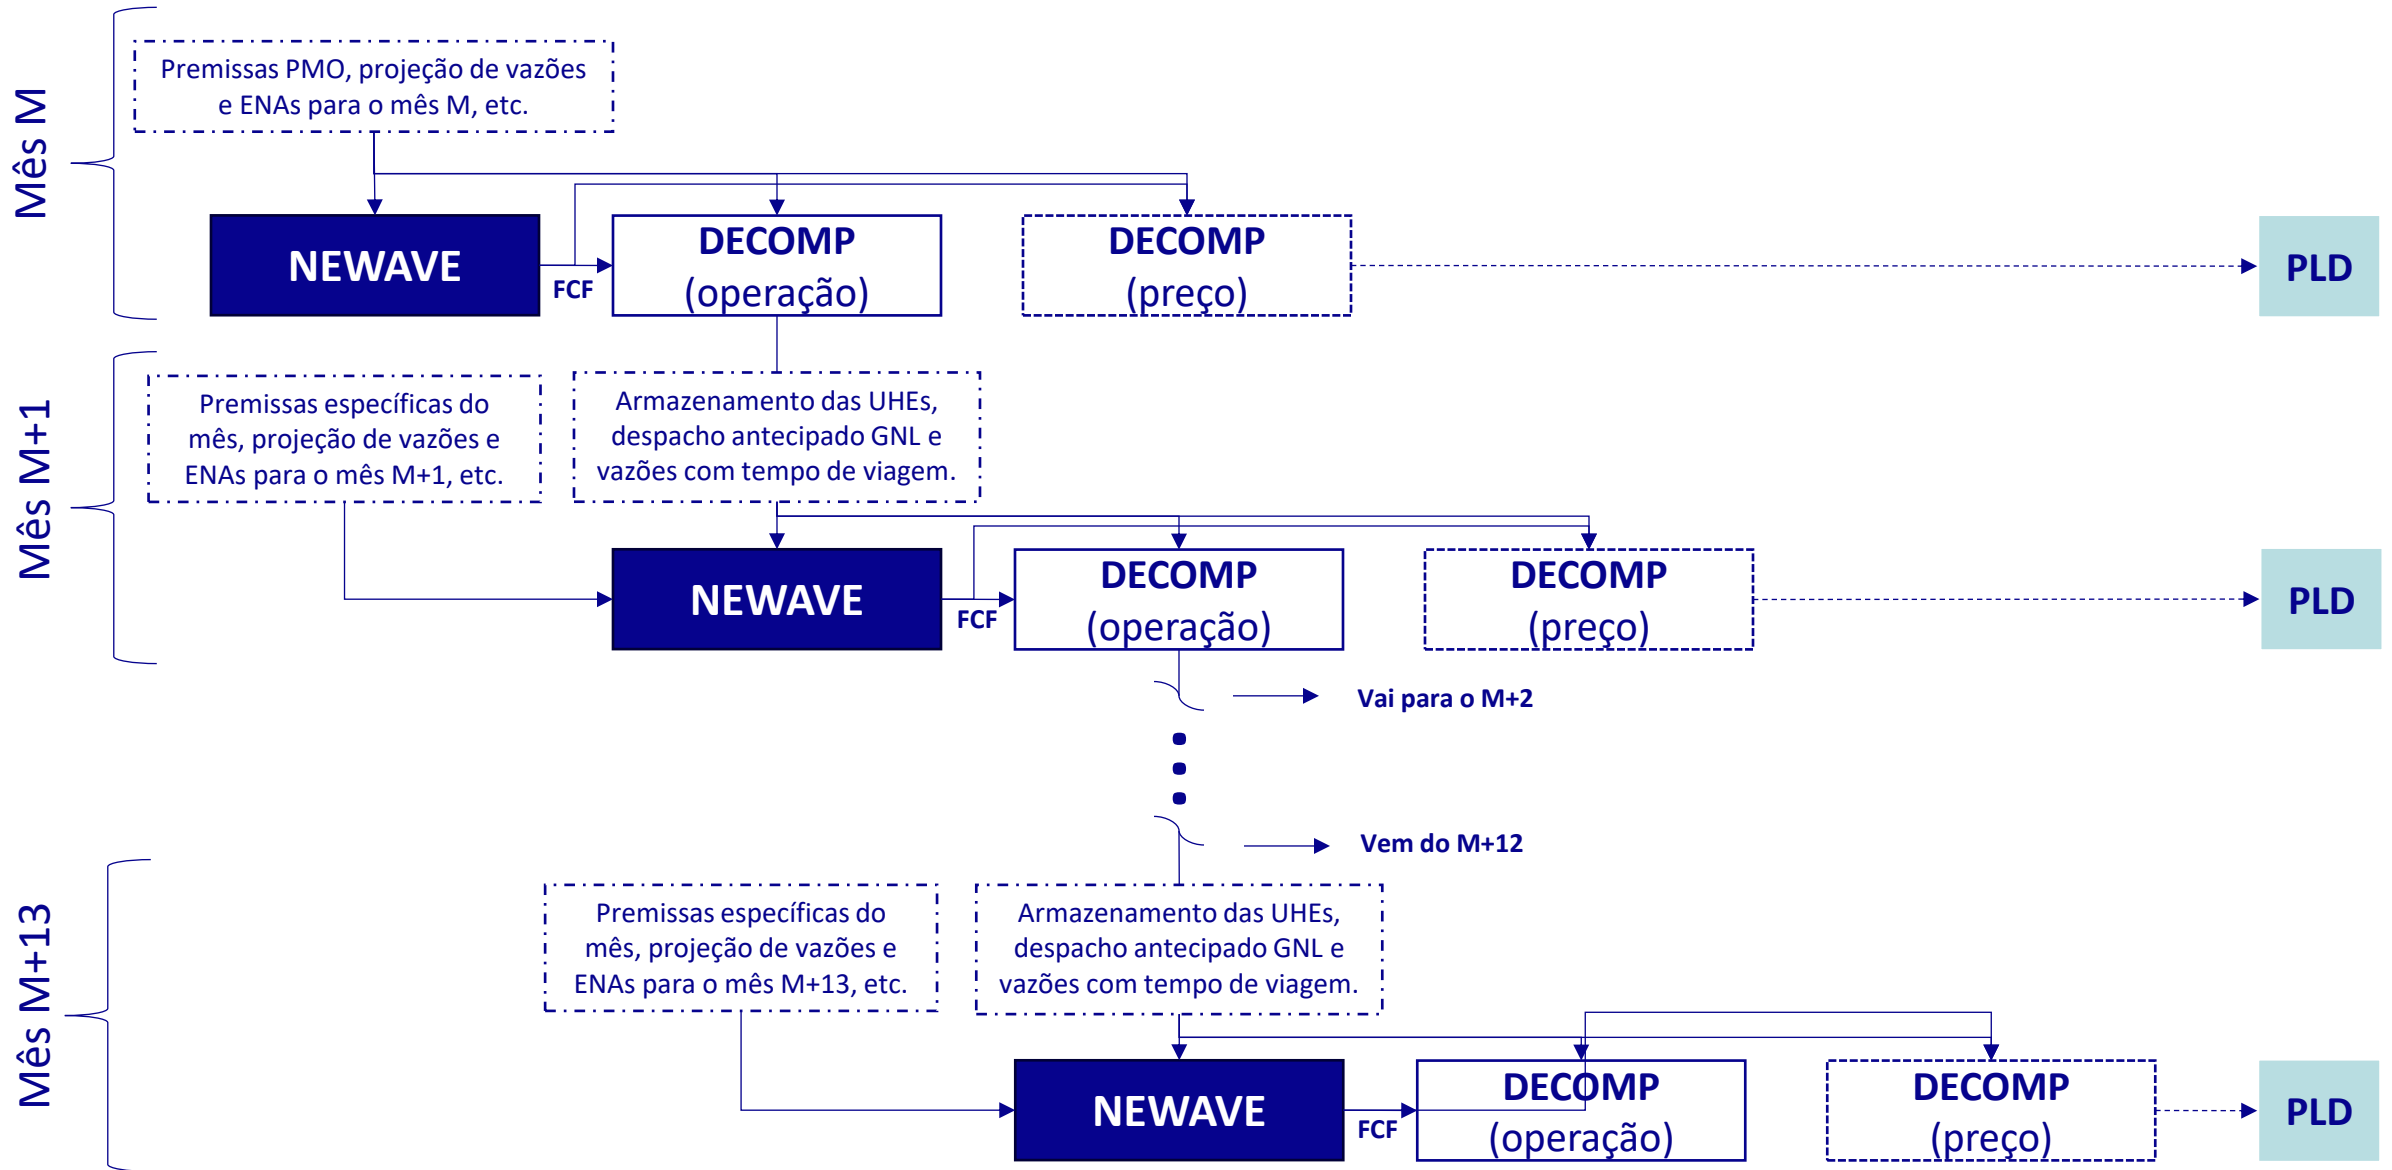 Mês M
Premissas PMO, projeção de vazões
e ENAs para o mês M, etc.
NEWAVE
FCF
DECOMP
(operação)
DECOMP
(preço)
PLD
Mês M+1
Premissas específicas do
mês, projeção de vazões e
ENAs para o mês M+1, etc.
Armazenamento das UHEs,
despacho antecipado GNL e
vazões com tempo de viagem.
NEWAVE
FCF
DECOMP
(operação)
DECOMP
(preço)
PLD
Vai para o M+2
Vem do M+12
Mês M+13
Premissas específicas do
mês, projeção de vazões e
ENAs para o mês M+13, etc.
Armazenamento das UHEs,
despacho antecipado GNL e
vazões com tempo de viagem.
NEWAVE
FCF
DECOMP
(operação)
DECOMP
(preço)
PLD